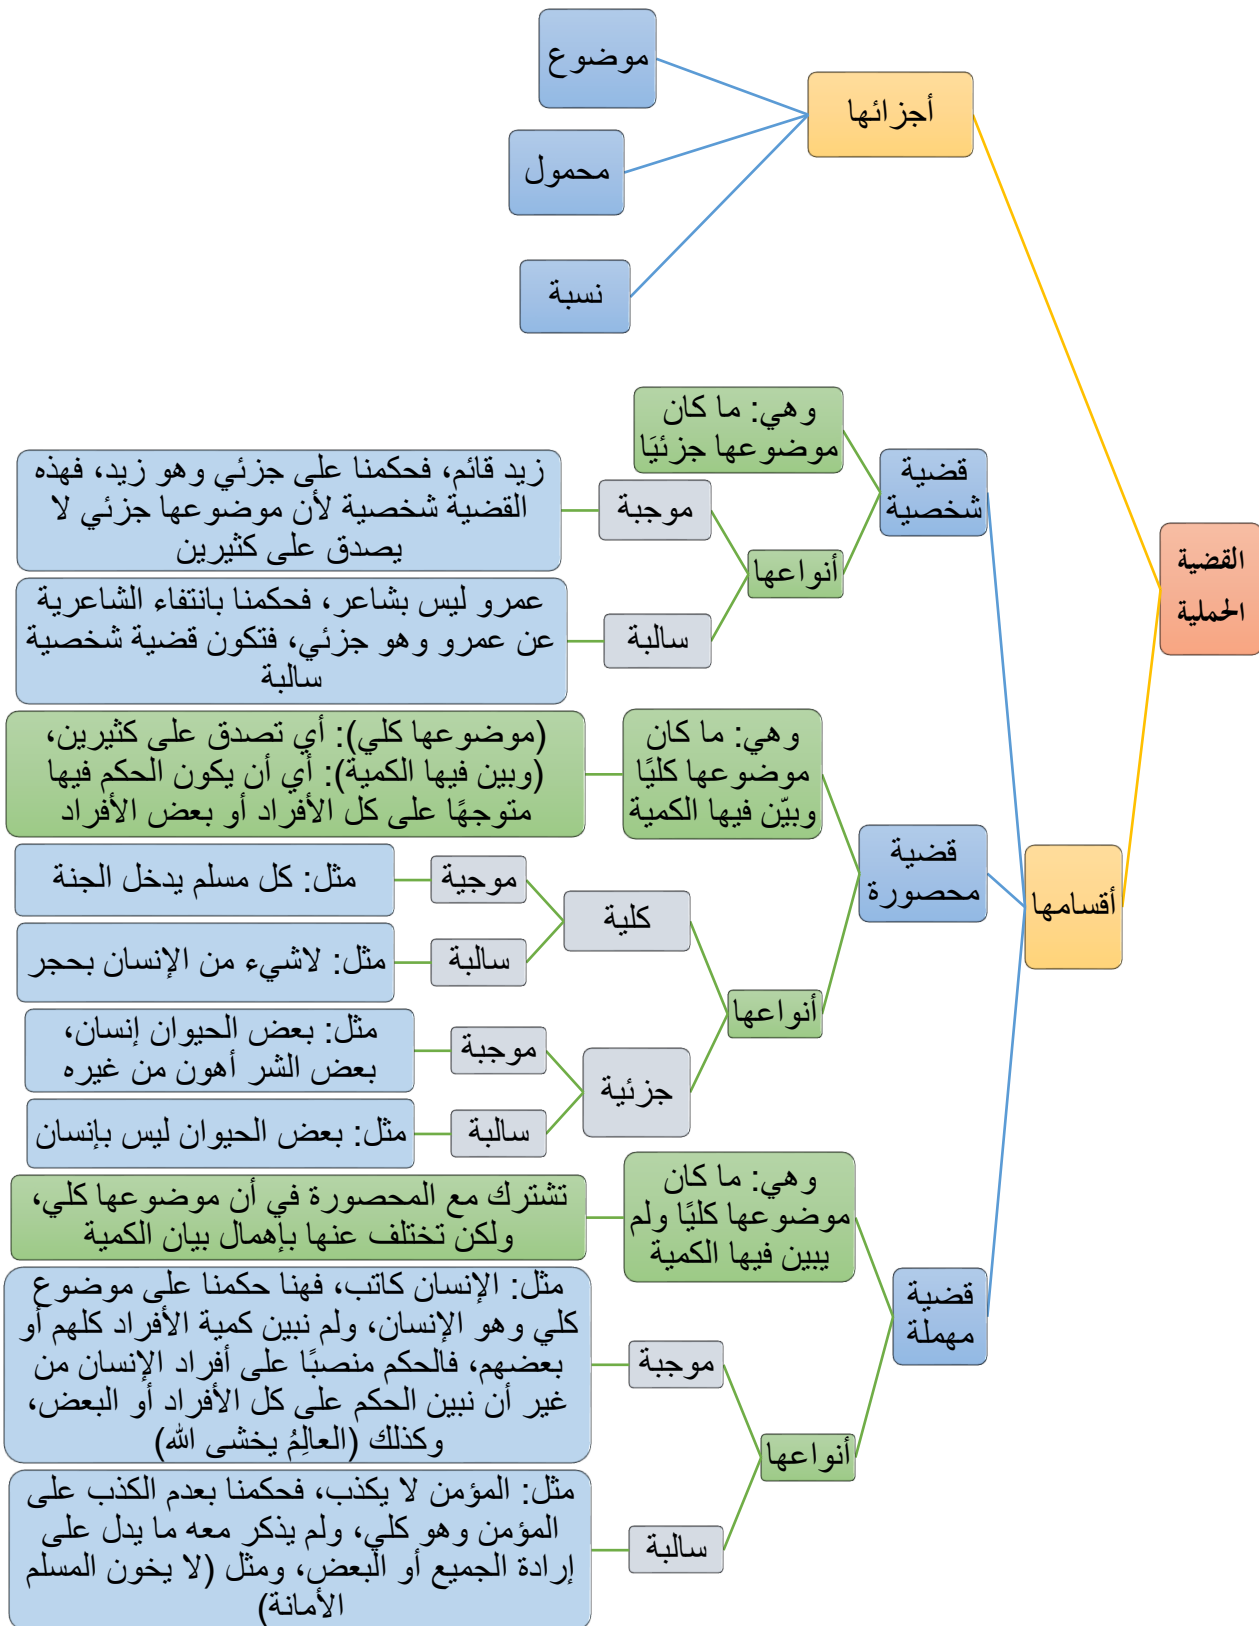 القضية
الحملية
أجزائها
موضوع
محمول
نسبة
أقسامها
قضية
شخصية
وهي: ما كان
موضوعها جزئيَا
أنواعها
موجبة
زيد قائم، فحكمنا على جزئي وهو زيد، فهذه
القضية شخصية لأن موضوعها جزئي لا
يصدق على كثيرين
سالبة
عمرو ليس بشاعر، فحكمنا بانتفاء الشاعرية
عن عمرو وهو جزئي، فتكون قضية شخصية
سالبة
قضية
محصورة
وهي: ما كان
موضوعها كليًا
وبيّن فيها الكمية
(موضوعها كلي): أي تصدق على كثيرين،
(وبين فيها الكمية): أي أن يكون الحكم فيها
متوجهًا على كل الأفراد أو بعض الأفراد
أنواعها
كلية
موجية
مثل: كل مسلم يدخل الجنة
سالبة
مثل: لاشيء من الإنسان بحجر
جزئية
موجبة
مثل: بعض الحيوان إنسان،
بعض الشر أهون من غيره
سالبة
مثل: بعض الحيوان ليس بإنسان
قضية
مهملة
وهي: ما كان
موضوعها كليًا ولم
يبين فيها الكمية
تشترك مع المحصورة في أن موضوعها كلي،
ولكن تختلف عنها بإهمال بيان الكمية
أنواعها
موجبة
مثل: الإنسان كاتب، فهنا حكمنا على موضوع
كلي وهو الإنسان، ولم نبين كمية الأفراد كلهم أو
بعضهم، فالحكم منصبًا على أفراد الإنسان من
غير أن نبين الحكم على كل الأفراد أو البعض،
وكذلك (العالِمُ يخشى الله)
سالبة
مثل: المؤمن لا يكذب، فحكمنا بعدم الكذب على
المؤمن وهو كلي، ولم يذكر معه ما يدل على
إرادة الجميع أو البعض، ومثل (لا يخون المسلم
الأمانة)